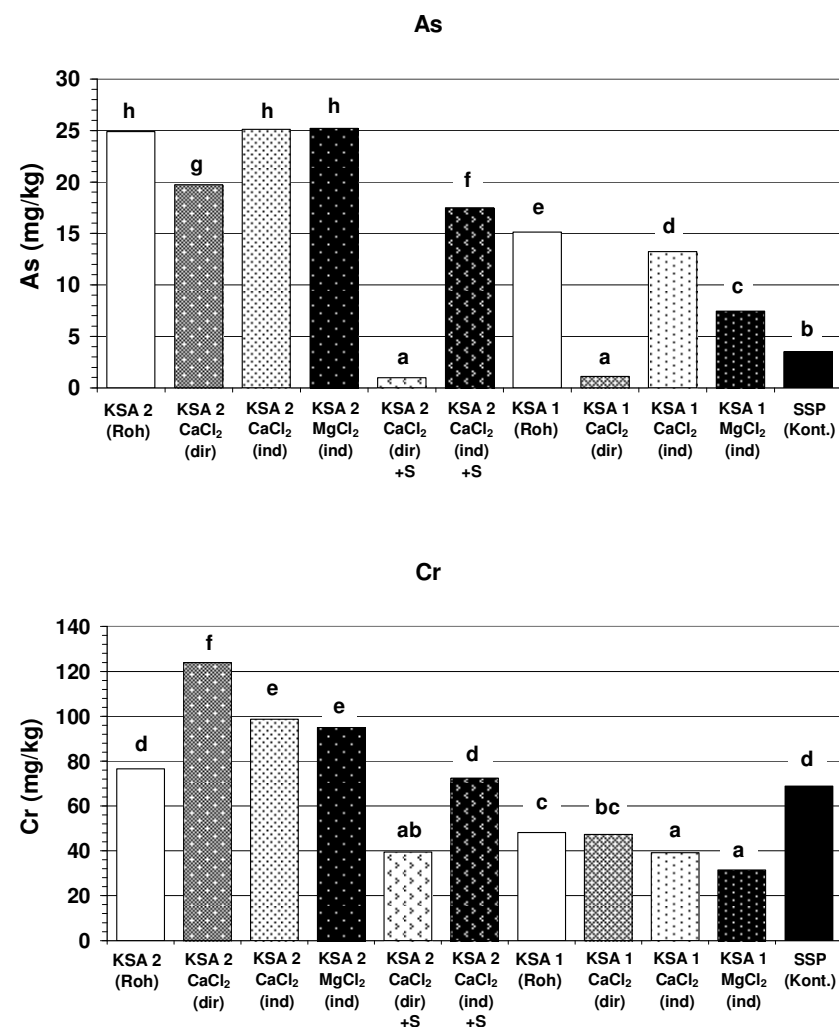 As
As (mg/kg)
30
25
20
15
10
5
0
h
g
h
h
a
f
e
a
d
c
b
KSA 2 (Roh)
KSA 2 CaCl₂ (dir)
KSA 2 CaCl₂ (ind)
KSA 2 MgCl₂ (ind)
KSA 2 CaCl₂ (dir) +S
KSA 2 CaCl₂ (ind) +S
KSA 1 (Roh)
KSA 1 CaCl₂ (dir)
KSA 1 CaCl₂ (ind)
KSA 1 MgCl₂ (ind)
SSP (Kont.)
Cr
Cr (mg/kg)
140
120
100
80
60
40
20
0
d
f
e
e
ab
d
c
bc
a
a
d
KSA 2 (Roh)
KSA 2 CaCl₂ (dir)
KSA 2 CaCl₂ (ind)
KSA 2 MgCl₂ (ind)
KSA 2 CaCl₂ (dir) +S
KSA 2 CaCl₂ (ind) +S
KSA 1 (Roh)
KSA 1 CaCl₂ (dir)
KSA 1 CaCl₂ (ind)
KSA 1 MgCl₂ (ind)
SSP (Kont.)